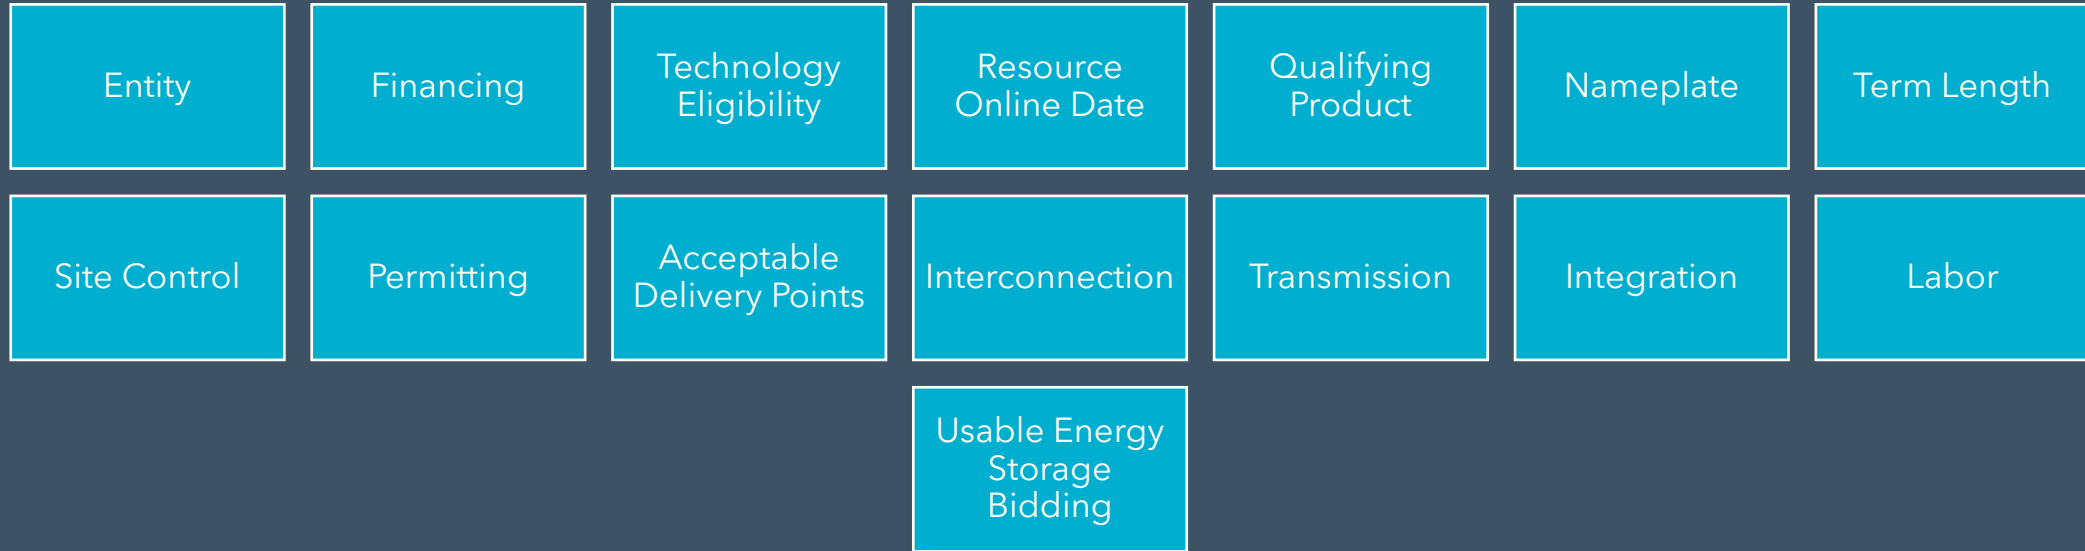 Entity
Financing
Technology
Eligibility
Resource
Online Date
Qualifying
Product
Nameplate
Term Length
Site Control
Permitting
Acceptable
Delivery Points
Interconnection
Transmission
Integration
Labor
Usable Energy
Storage
Bidding